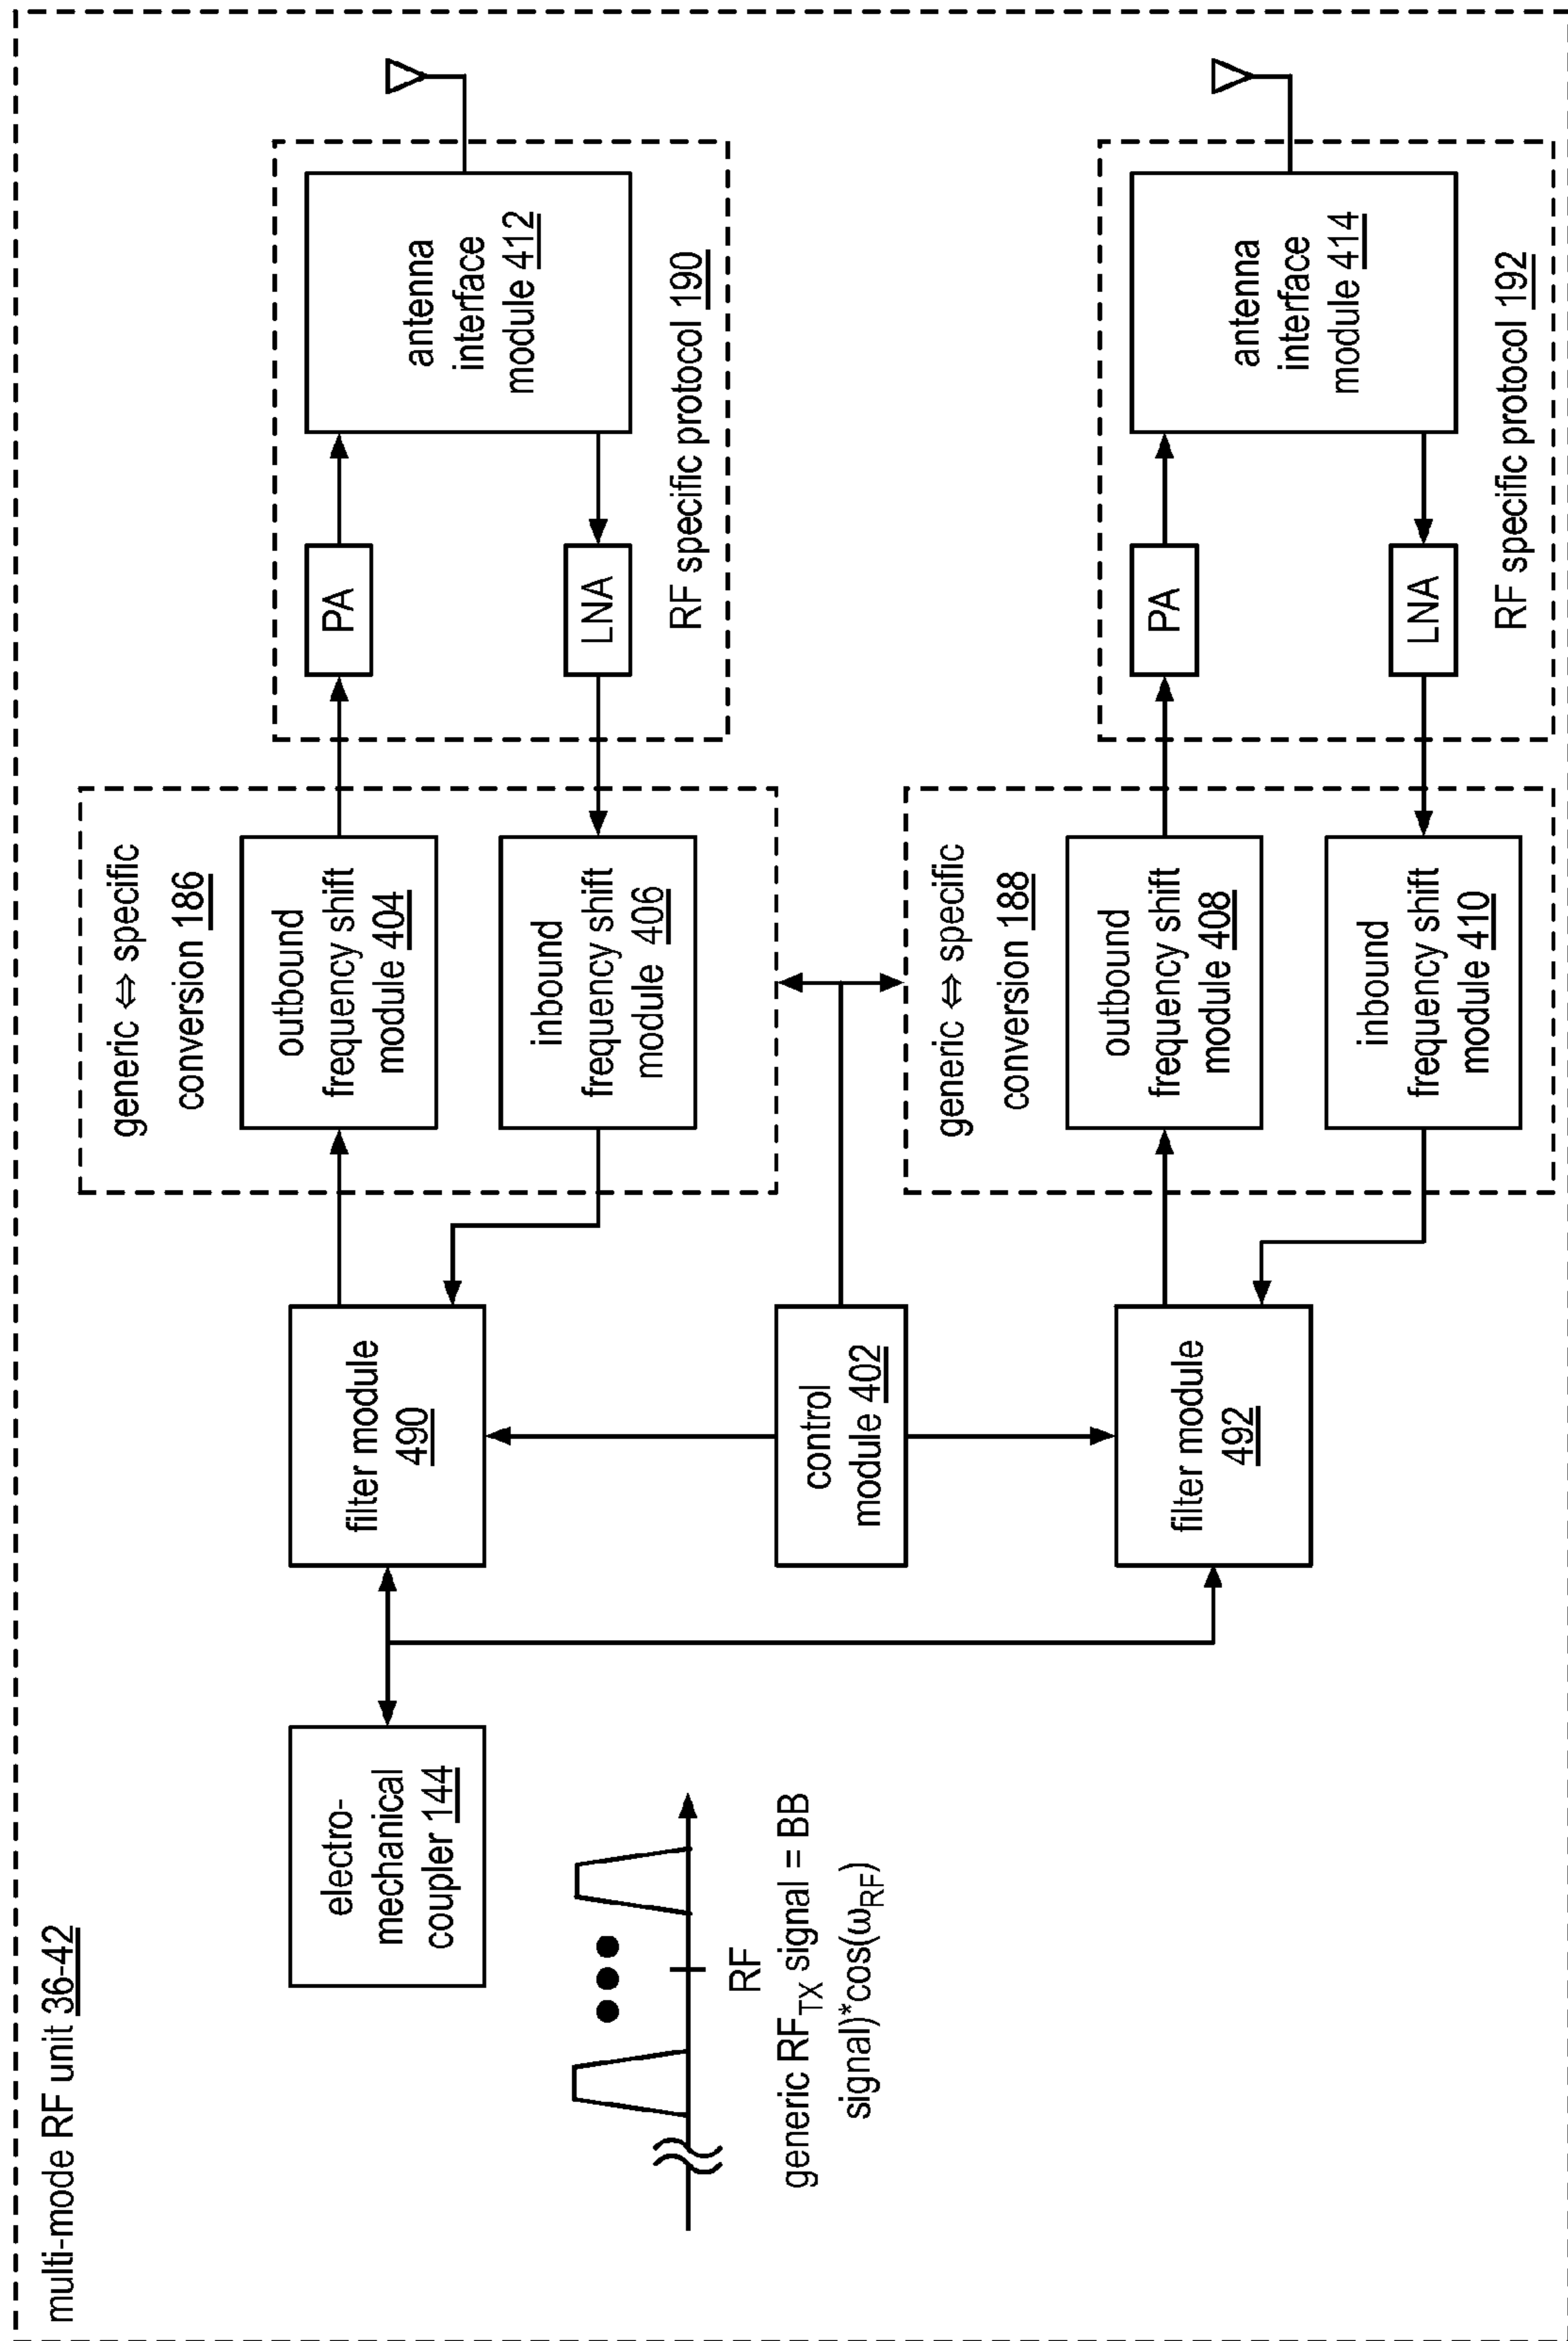 multi-mode RF unit 36-42
electro-
mechanical
coupler 144
RF
generic RFTX signal = BB
signal)*cos(ωRF)
filter module
490
control
module 402
filter module
492
generic ⇔ specific
conversion 186
outbound
frequency shift
module 404
inbound
frequency shift
module 406
generic ⇔ specific
conversion 188
outbound
frequency shift
module 408
inbound
frequency shift
module 410
PA
LNA
antenna
interface
module 412
RF specific protocol 190
PA
LNA
antenna
interface
module 414
RF specific protocol 192